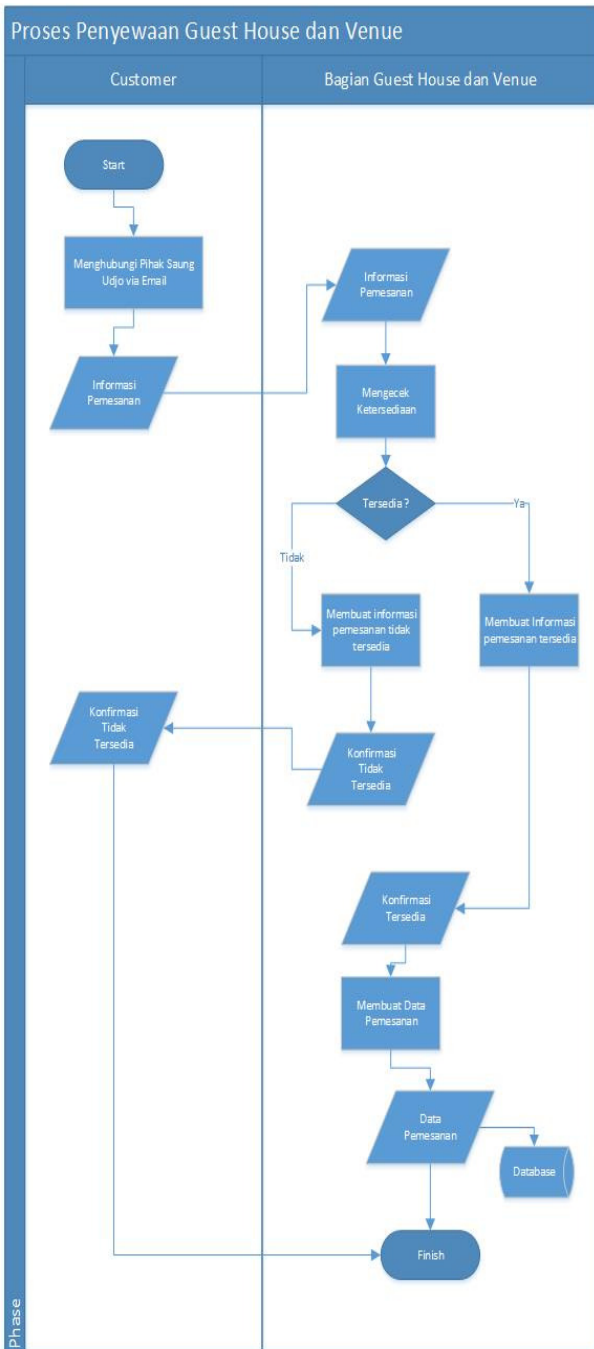 Proses Penyewaan Guest House dan Venue
Customer
Bagian Guest House dan Venue
Start
Menghubungi Pihak Saung
Udjo via Email
Informasi
Pemesanan
Informasi
Pemesanan
Mengecek
Ketersediaan
Tersedia ?
Ya
Tidak
Membuat informasi
pemesanan tidak
tersedia
Membuat Informasi
pemesanan tersedia
Konfirmasi
Tidak
Tersedia
Konfirmasi
Tidak
Tersedia
Konfirmasi
Tersedia
Membuat Data
Pemesanan
Data
Pemesanan
Database
Finish
Phase